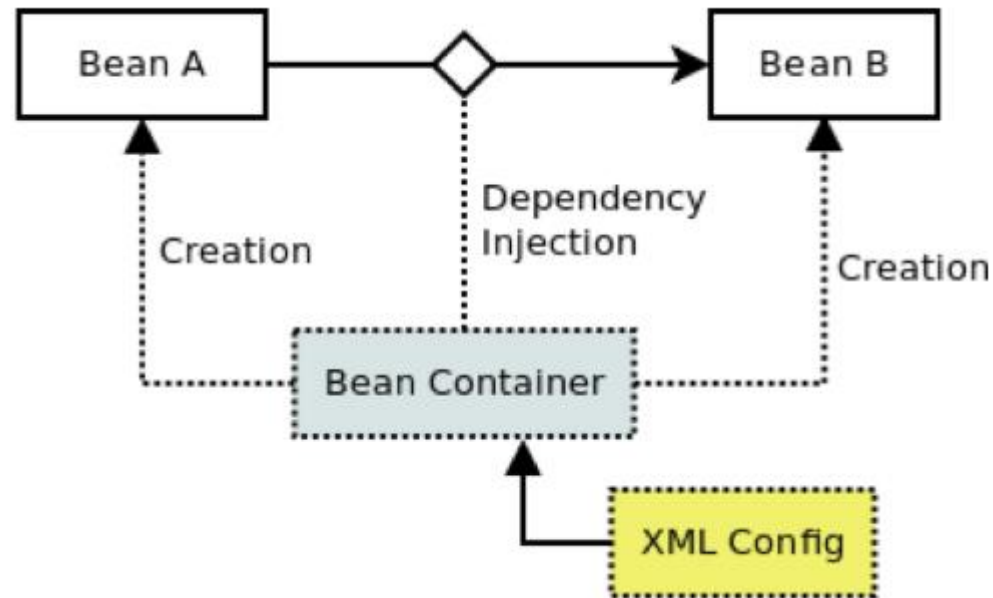 Bean A
Bean B
Dependency
Injection
Creation
Creation
Bean Container
XML Config